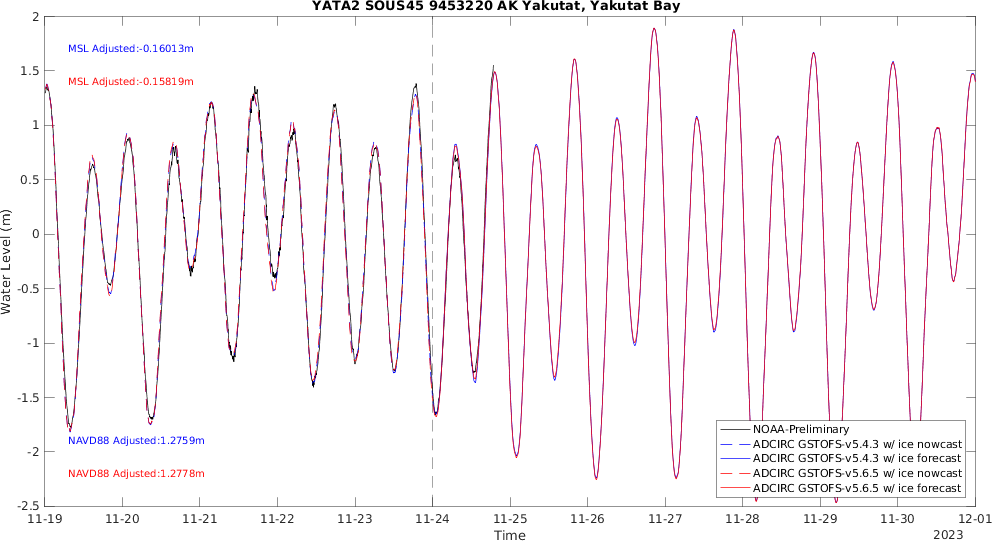 YATA2 SOUS45 9453220 AK Yakutat, Yakutat Bay
2
1.5
1
0.5
0
-0.5
-1
-1.5
-2
-2.5
Water Level (m)
MSL Adjusted:-0.16013m
MSL Adjusted:-0.15819m
NAVD88 Adjusted:1.2759m
NAVD88 Adjusted:1.2778m
NOAA-Preliminary
ADCIRC GSTOFS-v5.4.3 w/ ice nowcast
ADCIRC GSTOFS-v5.4.3 w/ ice forecast
ADCIRC GSTOFS-v5.6.5 w/ ice nowcast
ADCIRC GSTOFS-v5.6.5 w/ ice forecast
11-19 11-20 11-21 11-22 11-23 11-24 11-25 11-26 11-27 11-28 11-29 11-30 12-01
Time
2023